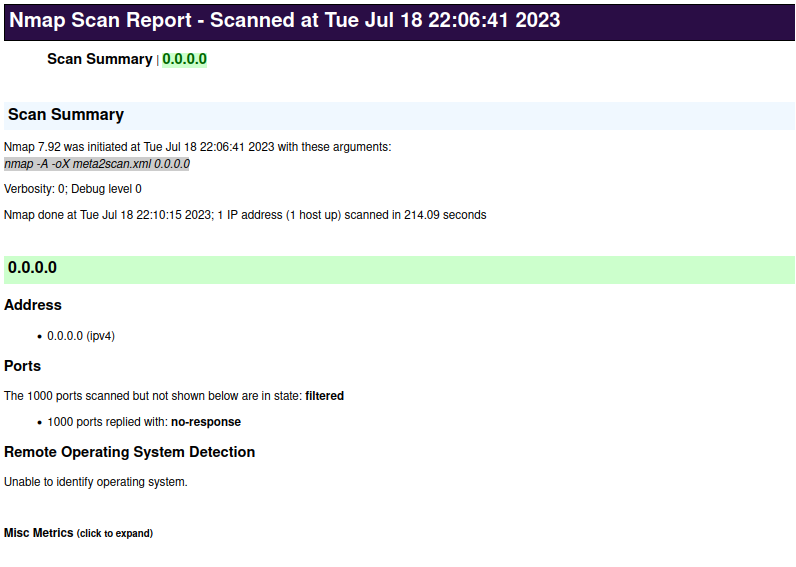 Nmap Scan Report - Scanned at Tue Jul 18 22:06:41 2023
Scan Summary | 0.0.0.0
Scan Summary
Nmap 7.92 was initiated at Tue Jul 18 22:06:41 2023 with these arguments:
nmap -A -oX meta2scan.xml 0.0.0.0
Verbosity: 0; Debug level 0
Nmap done at Tue Jul 18 22:10:15 2023; 1 IP address (1 host up) scanned in 214.09 seconds
0.0.0.0
Address
• 0.0.0.0 (ipv4)
Ports
The 1000 ports scanned but not shown below are in state: filtered
• 1000 ports replied with: no-response
Remote Operating System Detection
Unable to identify operating system.
Misc Metrics (click to expand)